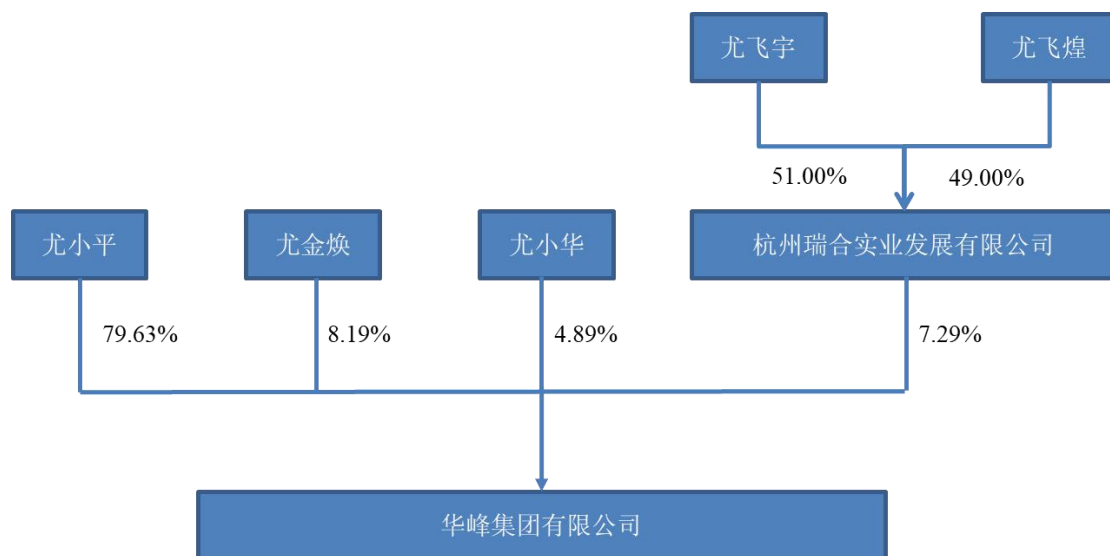 尤飞宇
尤飞煌
51.00%
49.00%
尤小平
尤金焕
尤小华
杭州瑞合实业发展有限公司
79.63%
8.19%
4.89%
7.29%
华峰集团有限公司